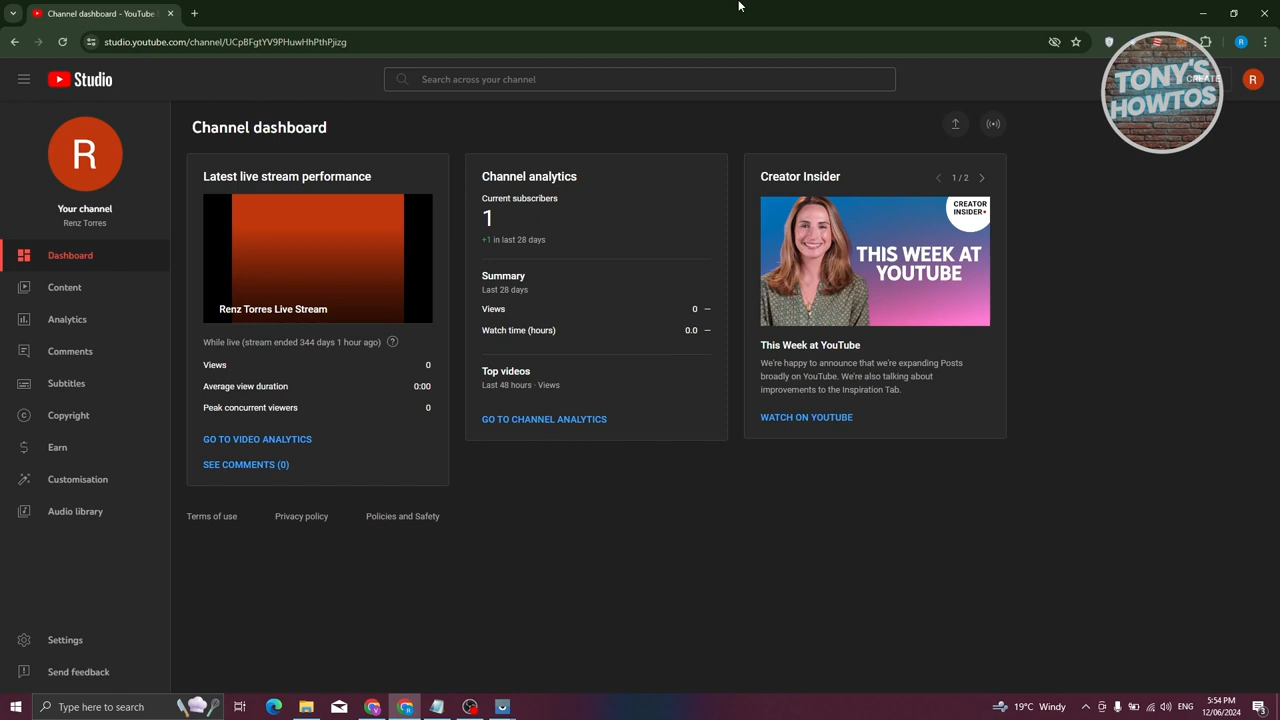 Channel dashboard - YouTube
studio.youtube.com/channel/UCpBFgtYV9PHuwHhPthPjizg
R
Studio
Search across your channel
CREATE
R
TONY'S
HOWTOS
R
Your channel
Renz Torres
Dashboard
Content
Analytics
Comments
Subtitles
Copyright
Earn
Customisation
Audio library
Settings
Send feedback
Channel dashboard
Latest live stream performance
Renz Torres Live Stream
While live (stream ended 344 days 1 hour ago)
Views 0
Average view duration 0:00
Peak concurrent viewers 0
GO TO VIDEO ANALYTICS
SEE COMMENTS (0)
Channel analytics
Current subscribers
1
+1 in last 28 days
Summary
Last 28 days
Views 0 —
Watch time (hours) 0.0 —
Top videos
Last 48 hours · Views
GO TO CHANNEL ANALYTICS
Creator Insider
1 / 2
CREATOR
INSIDER
THIS WEEK AT
YOUTUBE
This Week at YouTube
We're happy to announce that we're expanding Posts
broadly on YouTube. We're also talking about
improvements to the Inspiration Tab.
WATCH ON YOUTUBE
Terms of use Privacy policy Policies and Safety
Type here to search
19°C Windy
ENG
5:54 PM
12/06/2024